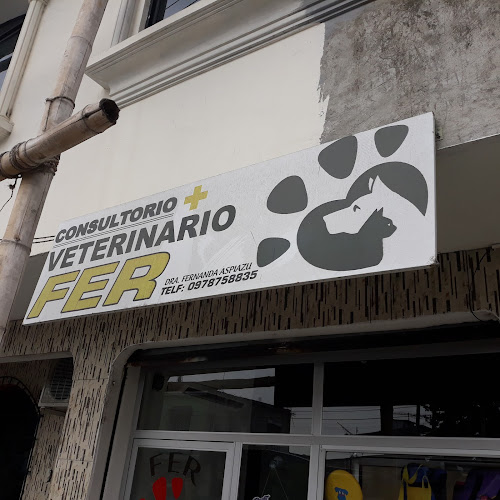 CONSULTORIO
VETERINARIO
FER
DRA. FERNANDA ASPIAZU
TELF: 0978758835
FER